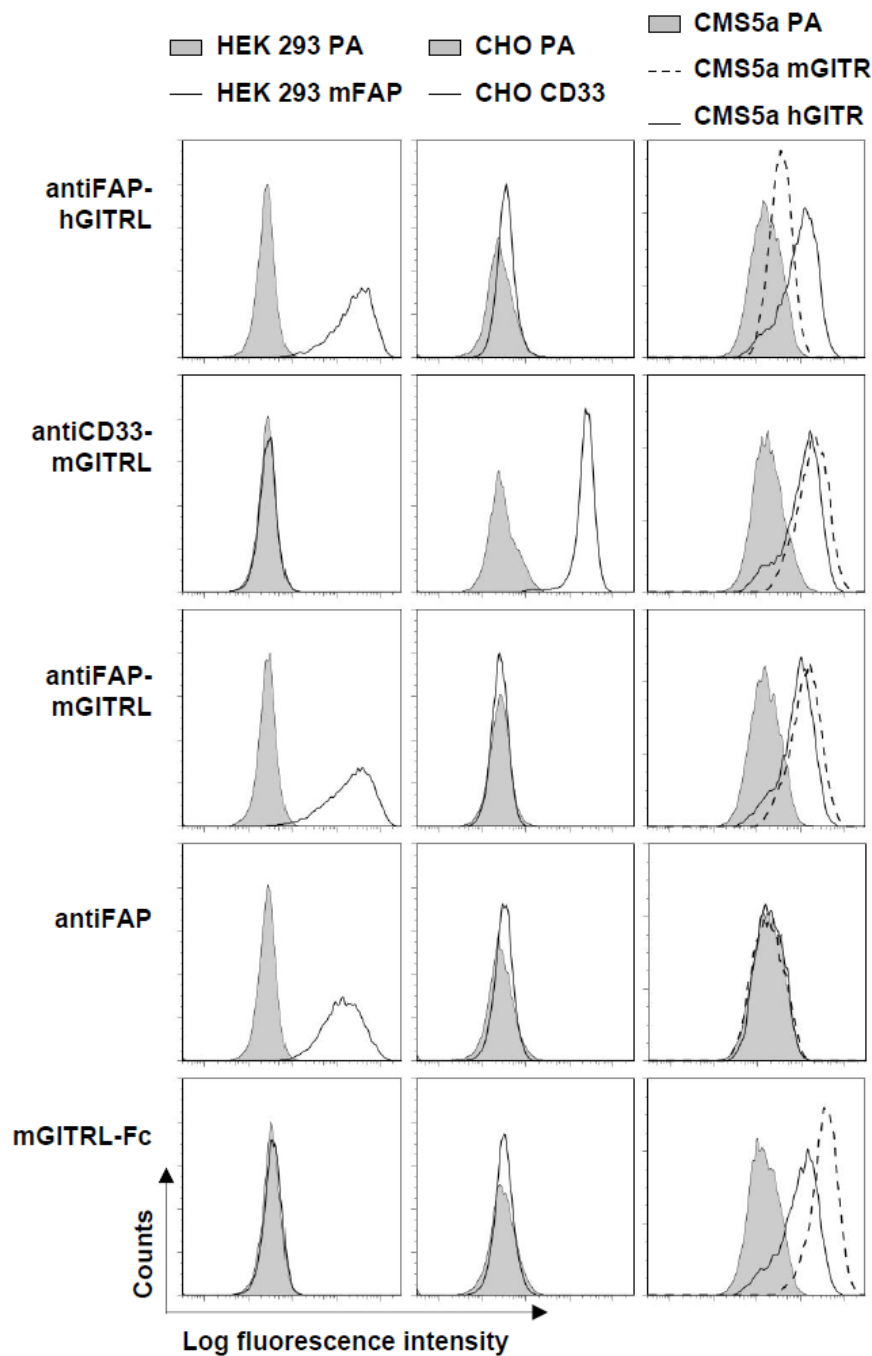 HEK 293 PA
HEK 293 mFAP
CHO PA
CHO CD33
CMS5a PA
CMS5a mGITR
CMS5a hGITR
antiFAP-
hGITRL
antiCD33-
mGITRL
antiFAP-
mGITRL
antiFAP
mGITRL-Fc
Counts
Log fluorescence intensity